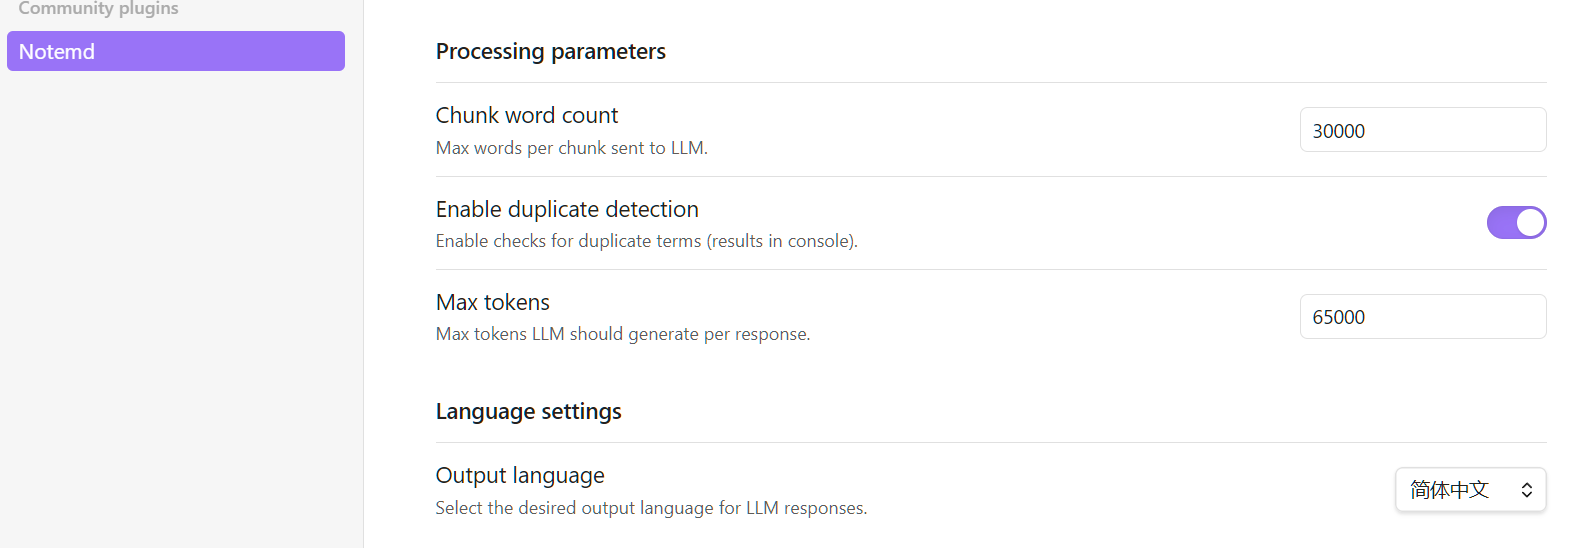 Community plugins
Notemd
Processing parameters
Chunk word count
Max words per chunk sent to LLM.
30000
Enable duplicate detection
Enable checks for duplicate terms (results in console).
Max tokens
Max tokens LLM should generate per response.
65000
Language settings
Output language
Select the desired output language for LLM responses.
简体中文